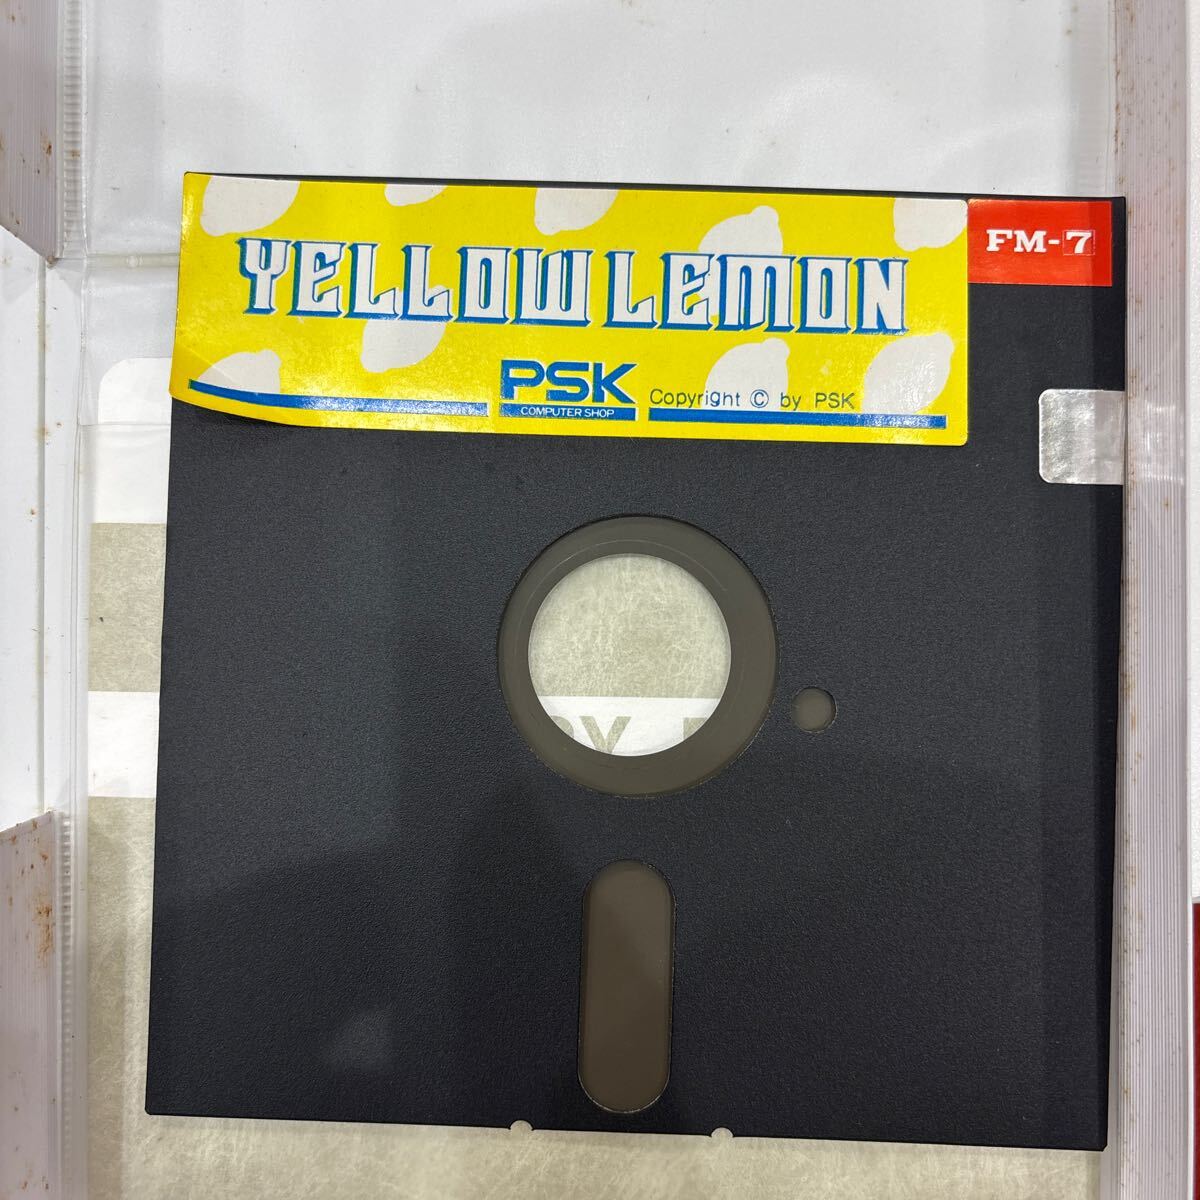 YELLOW LEMON
FM-7
PSK
COMPUTER SHOP
Copyright © by PSK